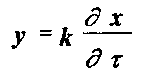 y = k ∂x/∂τ